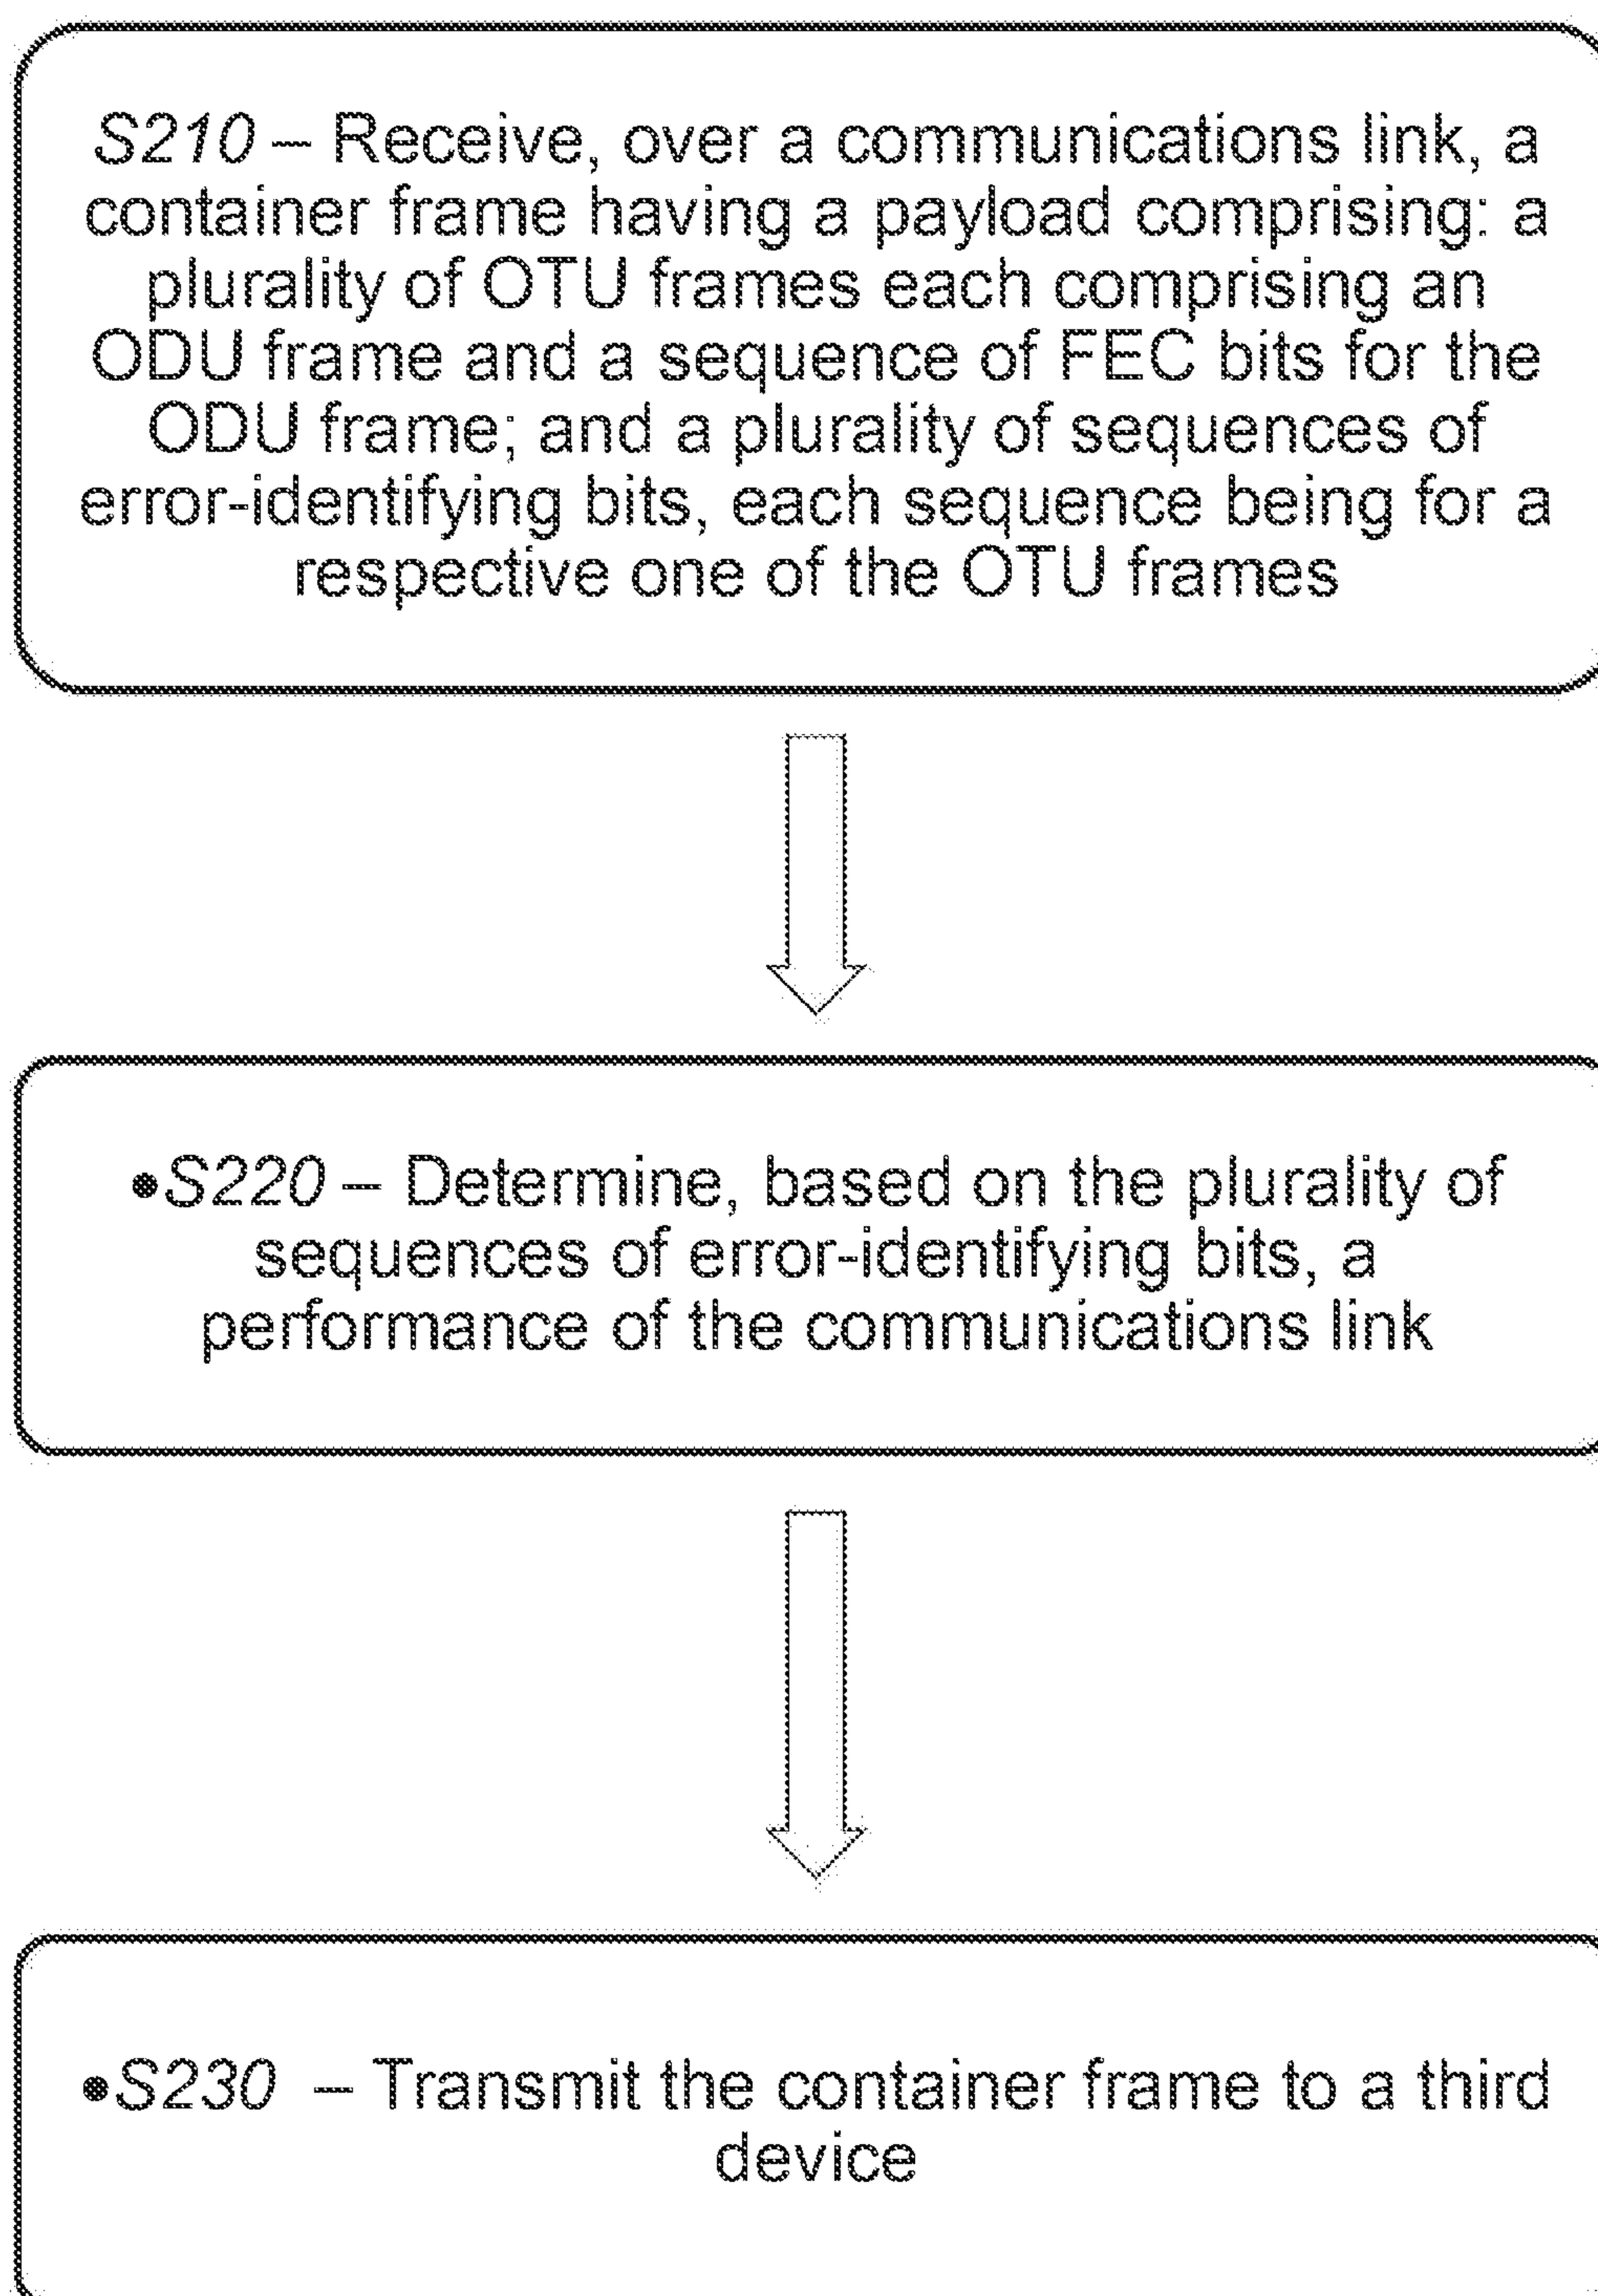 S210 – Receive, over a communications link, a
container frame having a payload comprising: a
plurality of OTU frames each comprising an
ODU frame and a sequence of FEC bits for the
ODU frame; and a plurality of sequences of
error-identifying bits, each sequence being for a
respective one of the OTU frames
•S220 – Determine, based on the plurality of
sequences of error-identifying bits, a
performance of the communications link
•S230 – Transmit the container frame to a third
device